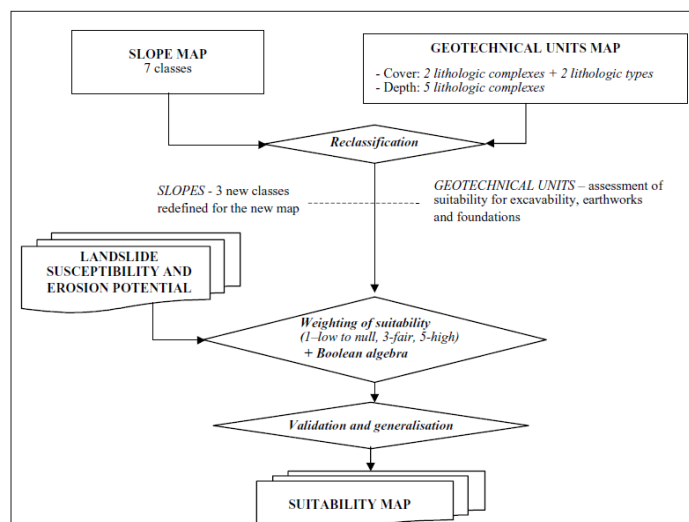 SLOPE MAP
7 classes
GEOTECHNICAL UNITS MAP
- Cover: 2 lithologic complexes + 2 lithologic types
- Depth: 5 lithologic complexes
Reclassification
SLOPES - 3 new classes
redefined for the new map
GEOTECHNICAL UNITS – assessment of
suitability for excavability, earthworks
and foundations
LANDSLIDE
SUSCEPTIBILITY AND
EROSION POTENTIAL
Weighting of suitability
(1–low to null, 3-fair, 5-high)
+ Boolean algebra
Validation and generalisation
SUITABILITY MAP